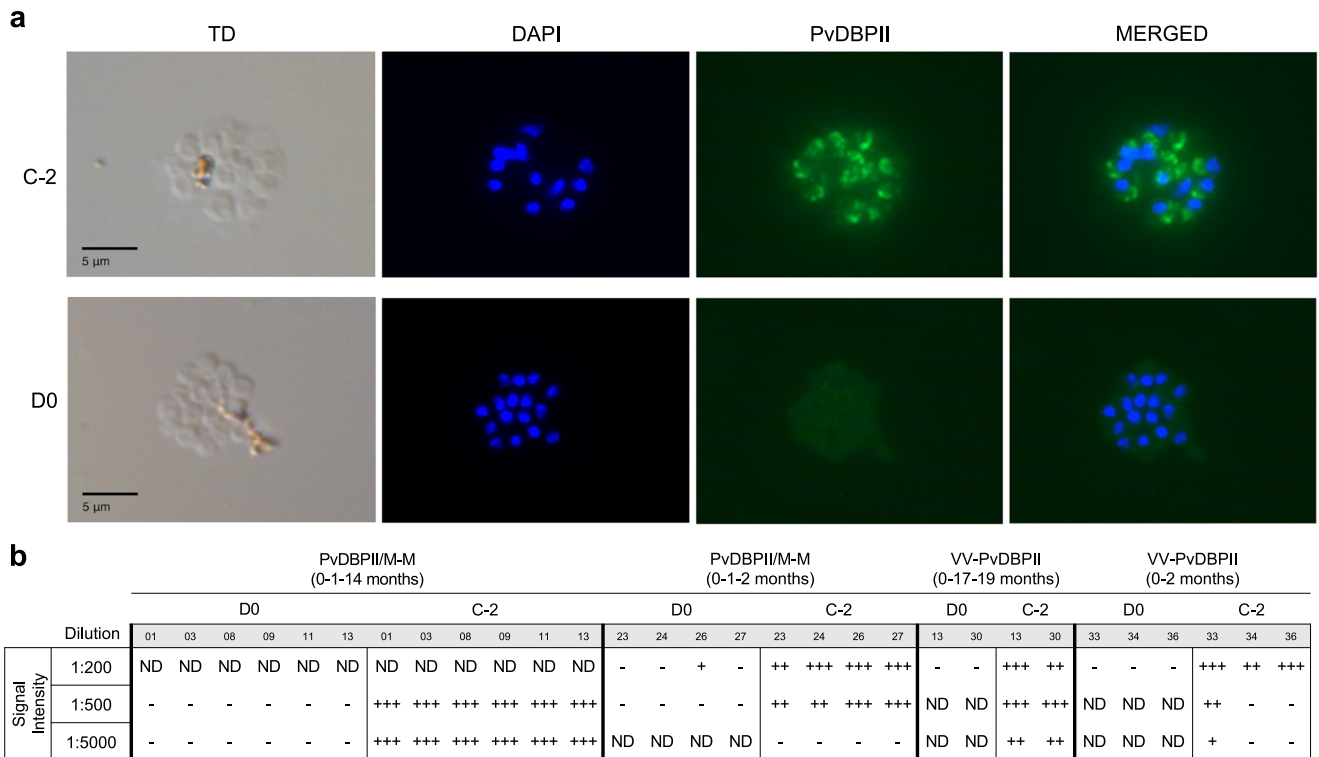 a
TD DAPI PvDBPII MERGED
C-2
5 μm
D0
5 μm
b
PvDBPII/M-M PvDBPII/M-M VV-PvDBPII VV-PvDBPII
(0-1-14 months) (0-1-2 months) (0-17-19 months) (0-2 months)
D0 C-2 D0 C-2 D0 C-2 D0 C-2
Dilution 01 03 08 09 11 13 01 03 08 09 11 13 23 24 26 27 23 24 26 27 13 30 13 30 33 34 36 33 34 36
Signal Intensity
1:200 ND ND ND ND ND ND ND ND ND ND ND ND - - + - ++ +++ +++ +++ - - +++ ++ - - - +++ ++ +++
1:500 - - - - - - +++ +++ +++ +++ +++ +++ - - - - ++ ++ +++ +++ ND ND +++ +++ ND ND ND ++ - -
1:5000 - - - - - - +++ +++ +++ +++ +++ +++ ND ND ND ND - - - - ND ND ++ ++ ND ND ND + - -